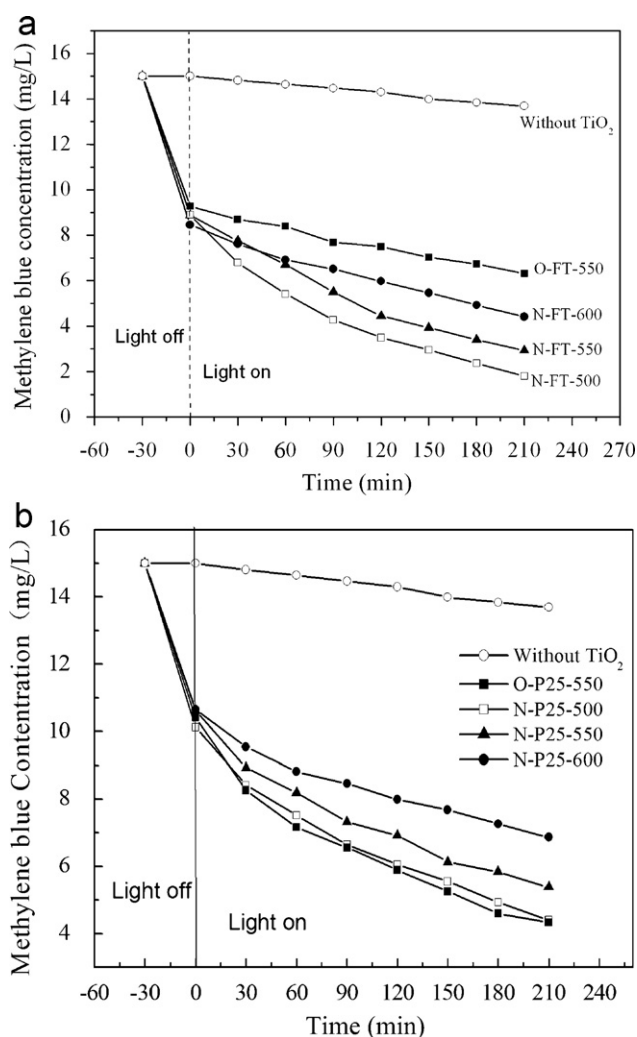 a
Methylene blue concentration (mg/L)
16
14
12
10
8
6
4
2
0
Without TiO₂
O-FT-550
N-FT-600
N-FT-550
N-FT-500
Light off
Light on
-60 -30 0 30 60 90 120 150 180 210 240 270
Time (min)
b
Methylene blue Contentration (mg/L)
16
14
12
10
8
6
4
Without TiO₂
O-P25-550
N-P25-500
N-P25-550
N-P25-600
Light off
Light on
-60 -30 0 30 60 90 120 150 180 210 240
Time (min)